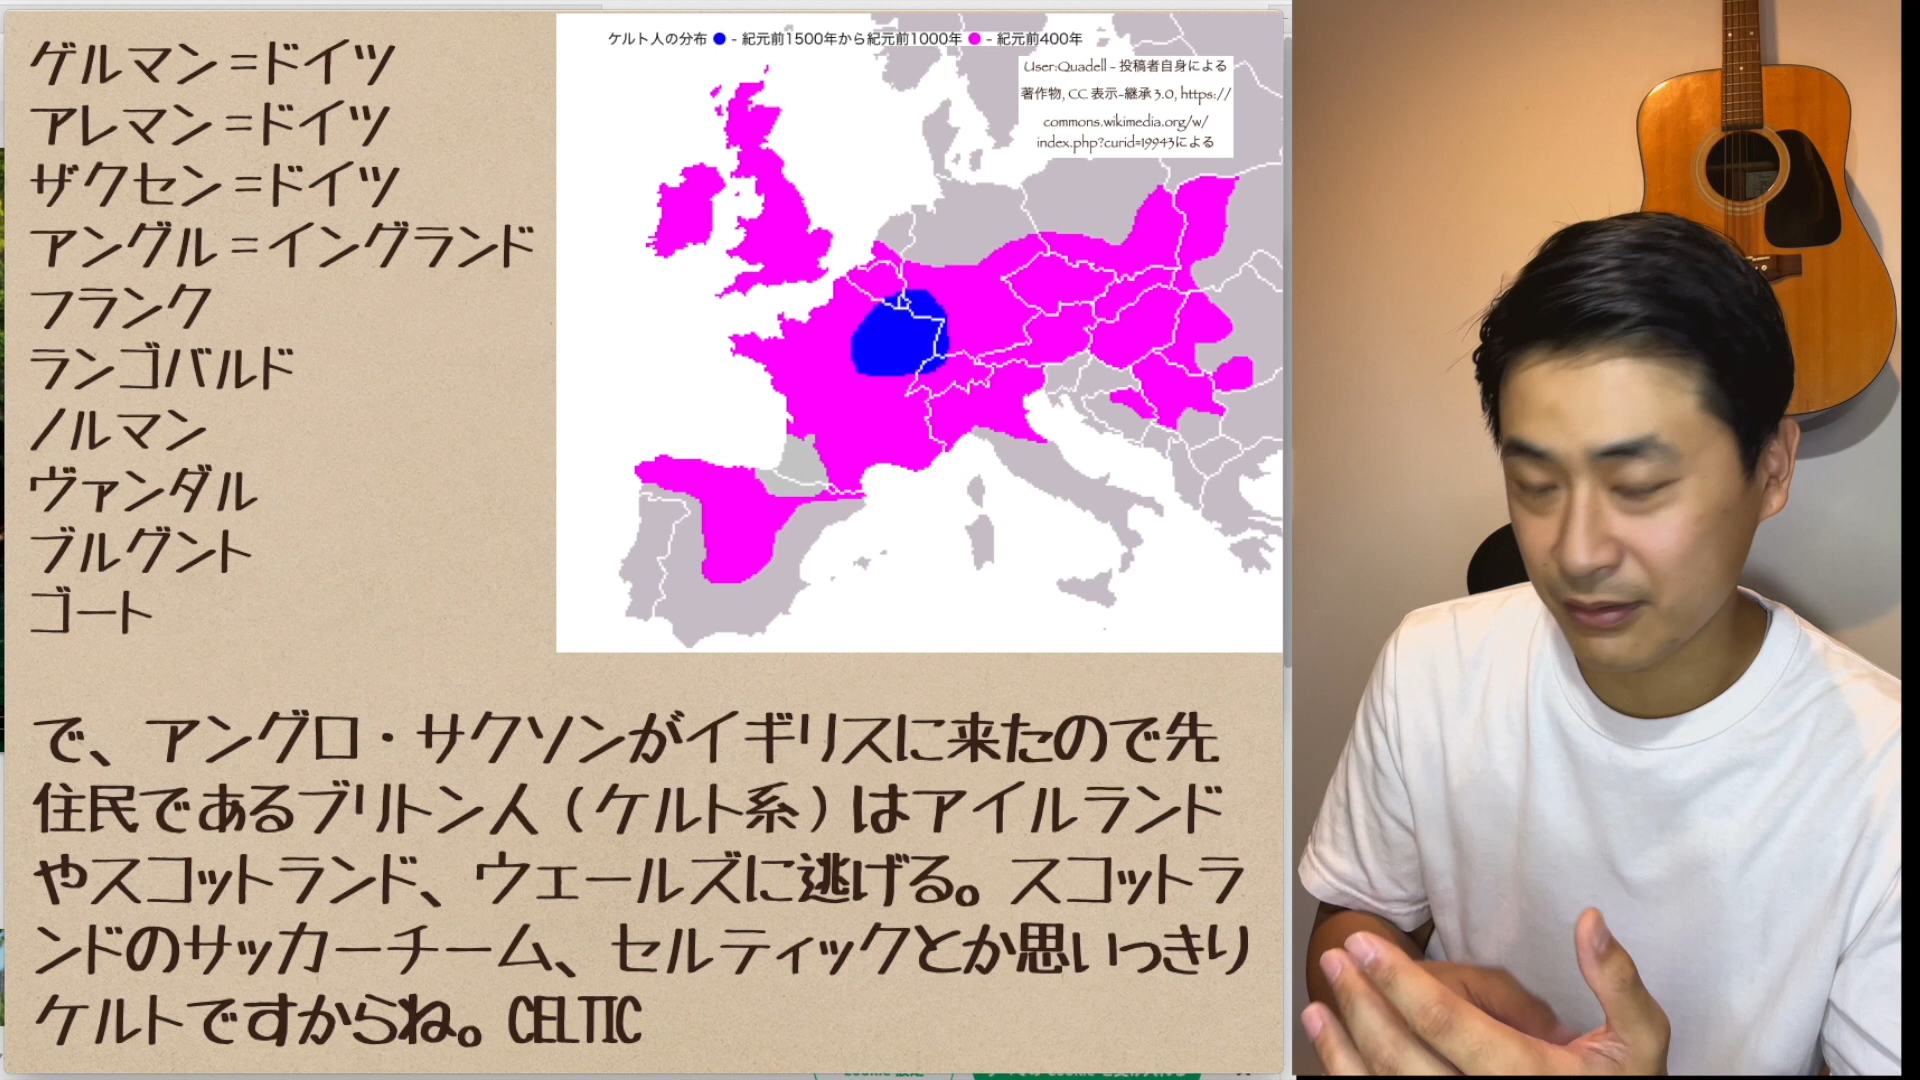 ゲルマン=ドイツ
アレマン=ドイツ
ザクセン=ドイツ
アングル=イングランド
フランク
ランゴバルド
ノルマン
ヴァンダル
ブルグント
ゴート
ケルト人の分布 ● - 紀元前1500年から紀元前1000年 ● - 紀元前400年
User:Quadell - 投稿者自身による
著作物, CC 表示-継承 3.0, https://
commons.wikimedia.org/w/
index.php?curid=19943による
で、アングロ・サクソンがイギリスに来たので先
住民であるブリトン人(ケルト系)はアイルランド
やスコットランド、ウェールズに逃げる。スコットラ
ンドのサッカーチーム、セルティックとか思いっきり
ケルトですからね。CELTIC